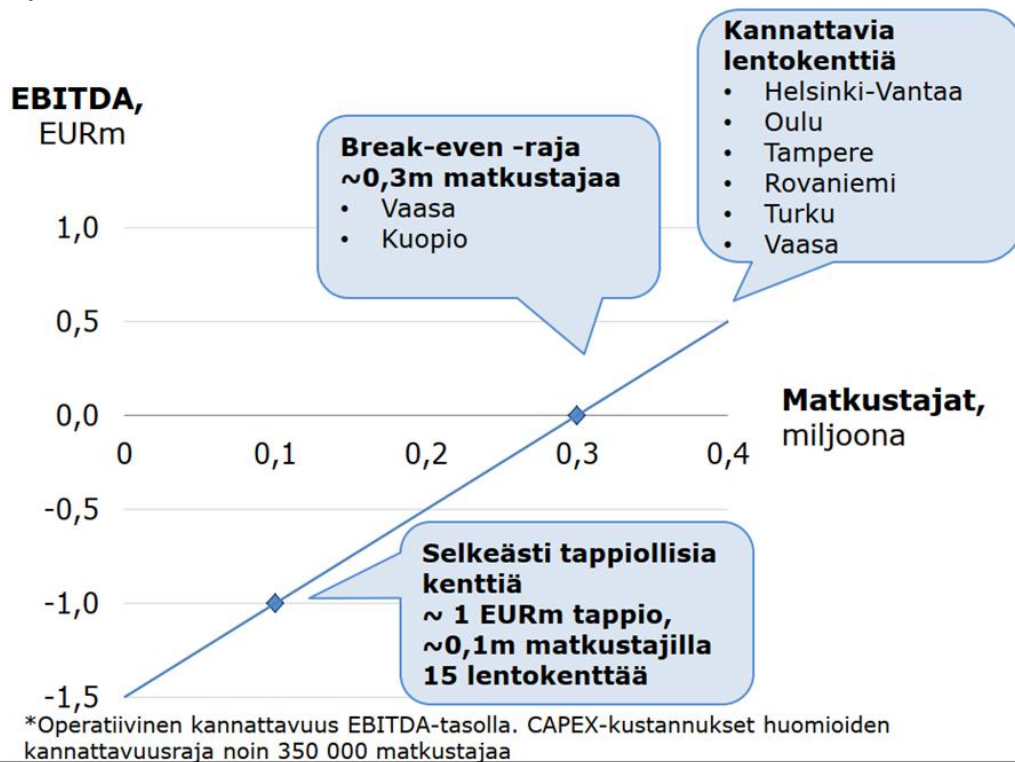 EBITDA,
EURm
Kannattavia
lentokenttiä
• Helsinki-Vantaa
• Oulu
• Tampere
• Rovaniemi
• Turku
• Vaasa
Break-even -raja
~0,3m matkustajaa
• Vaasa
• Kuopio
1,0
0,5
0,0
-0,5
-1,0
-1,5
0 0,1 0,2 0,3 0,4
Matkustajat,
miljoona
Selkeästi tappiollisia
kenttiä
~ 1 EURm tappio,
~0,1m matkustajilla
15 lentokenttää
*Operatiivinen kannattavuus EBITDA-tasolla. CAPEX-kustannukset huomioiden
kannattavuusraja noin 350 000 matkustajaa